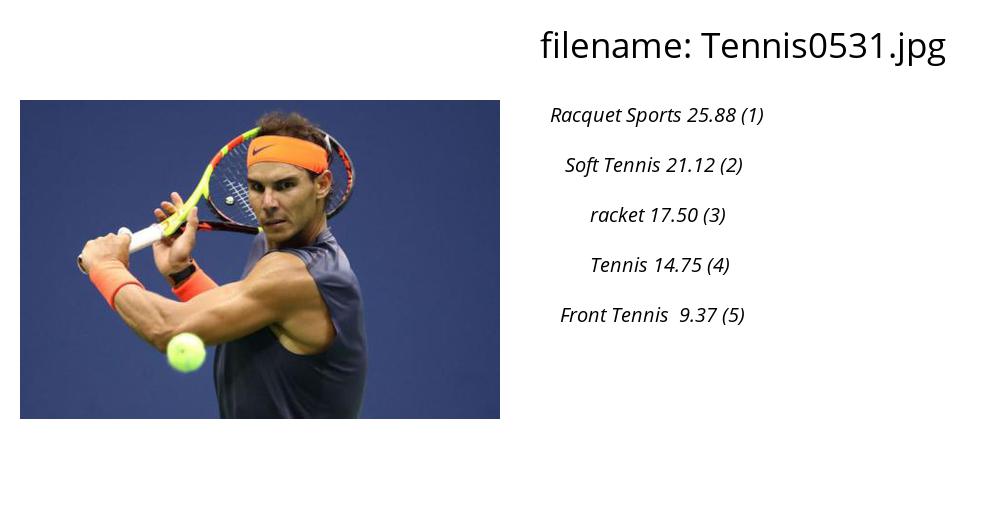 filename: Tennis0531.jpg
Racquet Sports 25.88 (1)
Soft Tennis 21.12 (2)
racket 17.50 (3)
Tennis 14.75 (4)
Front Tennis  9.37 (5)